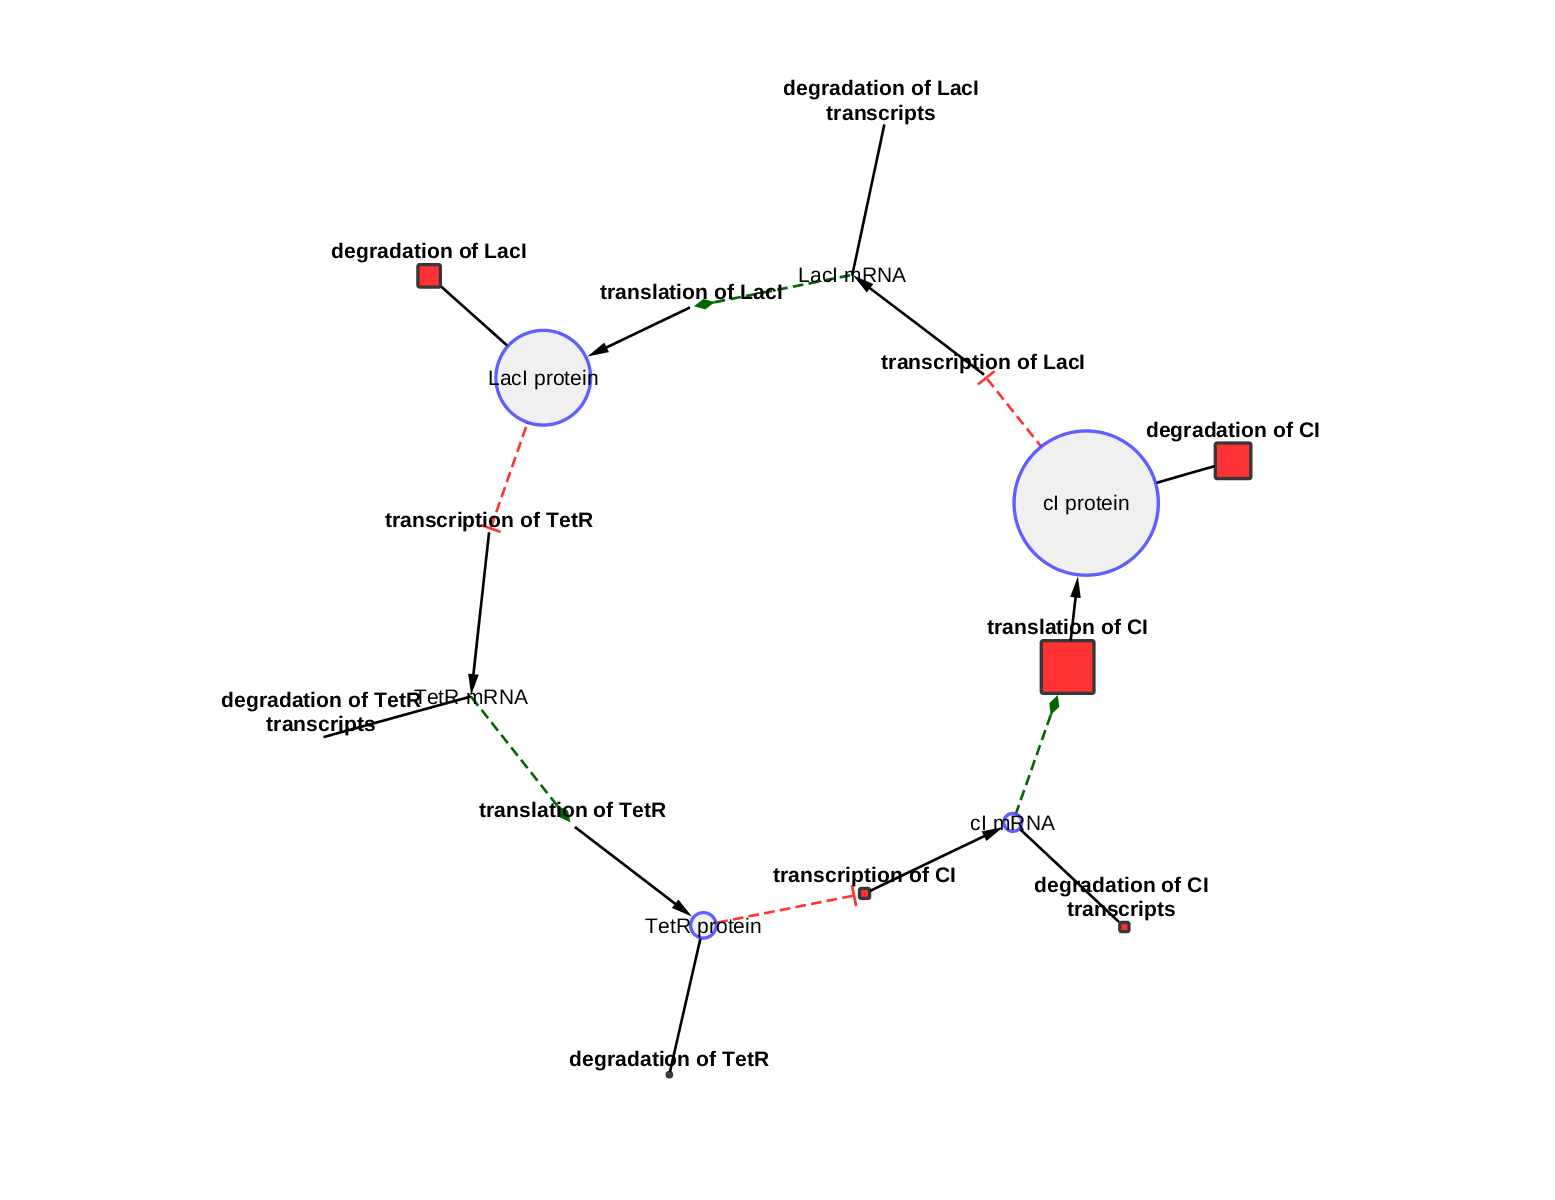 degradation of LacI
transcripts
degradation of LacI
LacI mRNA
translation of LacI
transcription of LacI
LacI protein
degradation of CI
cI protein
transcription of TetR
translation of CI
degradation of TetR
transcripts
TetR mRNA
translation of TetR
cI mRNA
transcription of CI
degradation of CI
transcripts
TetR protein
degradation of TetR